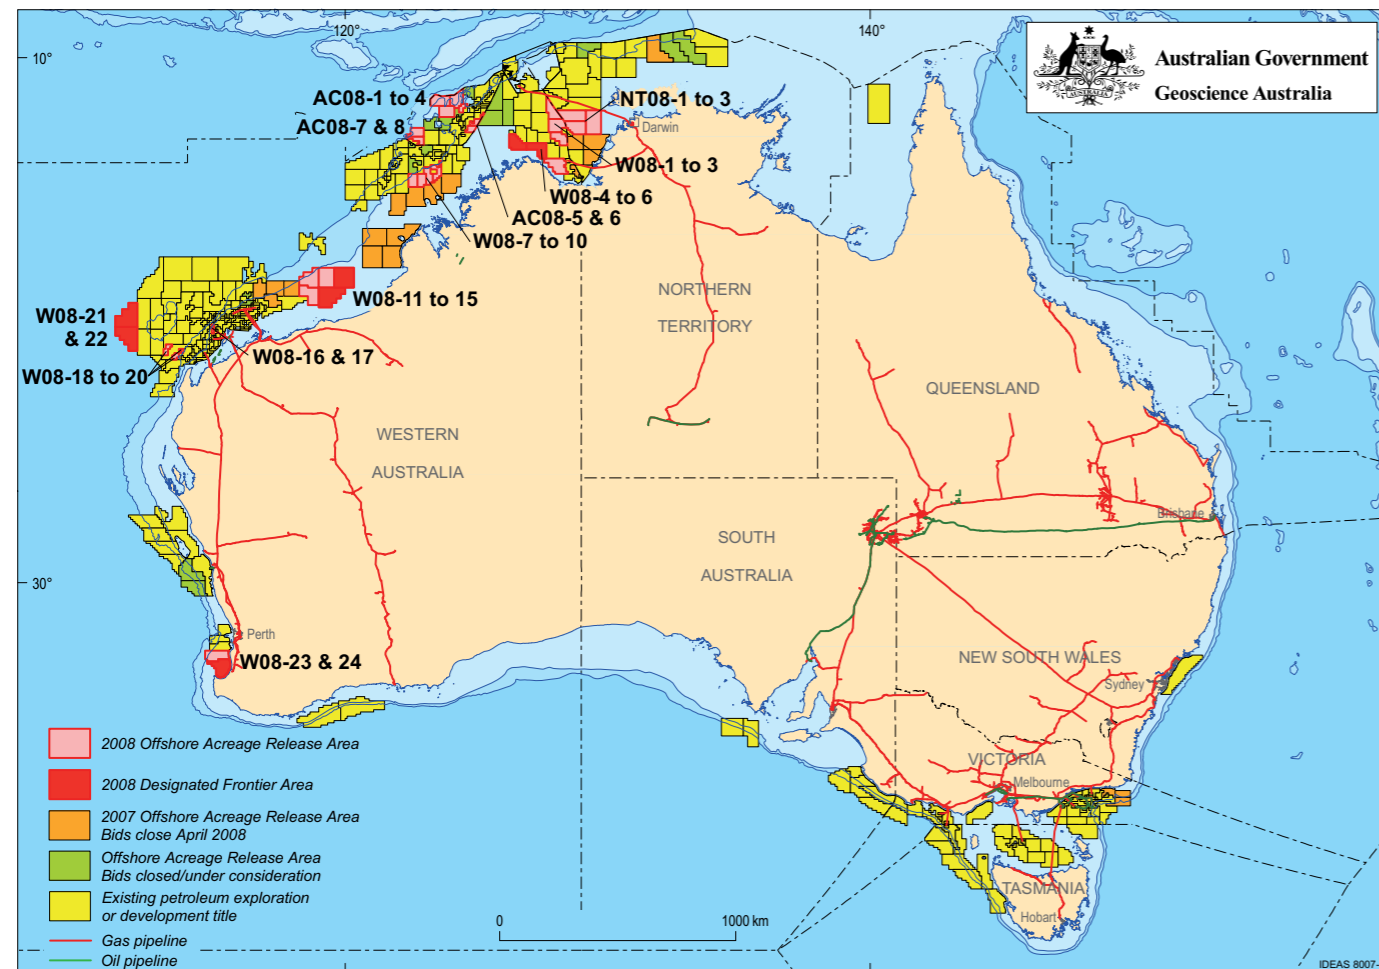 120°
140°
10°
Australian Government
Geoscience Australia
AUSTRALIA
AC08-1 to 4
NT08-1 to 3
AC08-7 & 8
Darwin
W08-1 to 3
W08-4 to 6
AC08-5 & 6
W08-7 to 10
NORTHERN
TERRITORY
W08-11 to 15
W08-21
& 22
W08-16 & 17
W08-18 to 20
QUEENSLAND
WESTERN
AUSTRALIA
Brisbane
SOUTH
AUSTRALIA
30°
Perth
W08-23 & 24
NEW SOUTH WALES
Sydney
VICTORIA
Melbourne
TASMANIA
Hobart
2008 Offshore Acreage Release Area
2008 Designated Frontier Area
2007 Offshore Acreage Release Area
Bids close April 2008
Offshore Acreage Release Area
Bids closed/under consideration
Existing petroleum exploration
or development title
Gas pipeline
Oil pipeline
0
1000 km
IDEAS 8007-